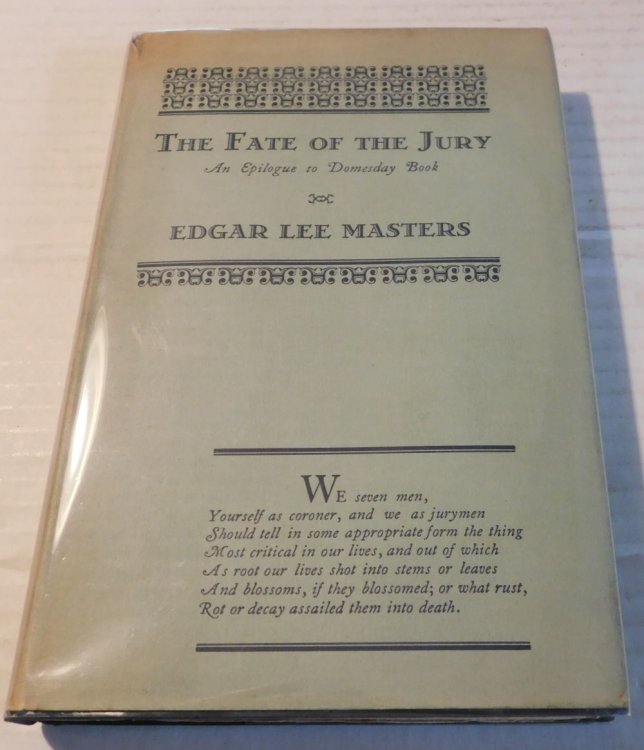 THE FATE OF THE JURY
An Epilogue to Domesday Book
EDGAR LEE MASTERS
WE seven men,
Yourself as coroner, and we as jurymen
Should tell in some appropriate form the thing
Most critical in our lives, and out of which
As root our lives shot into stems or leaves
And blossoms, if they blossomed; or what rust,
Rot or decay assailed them into death.